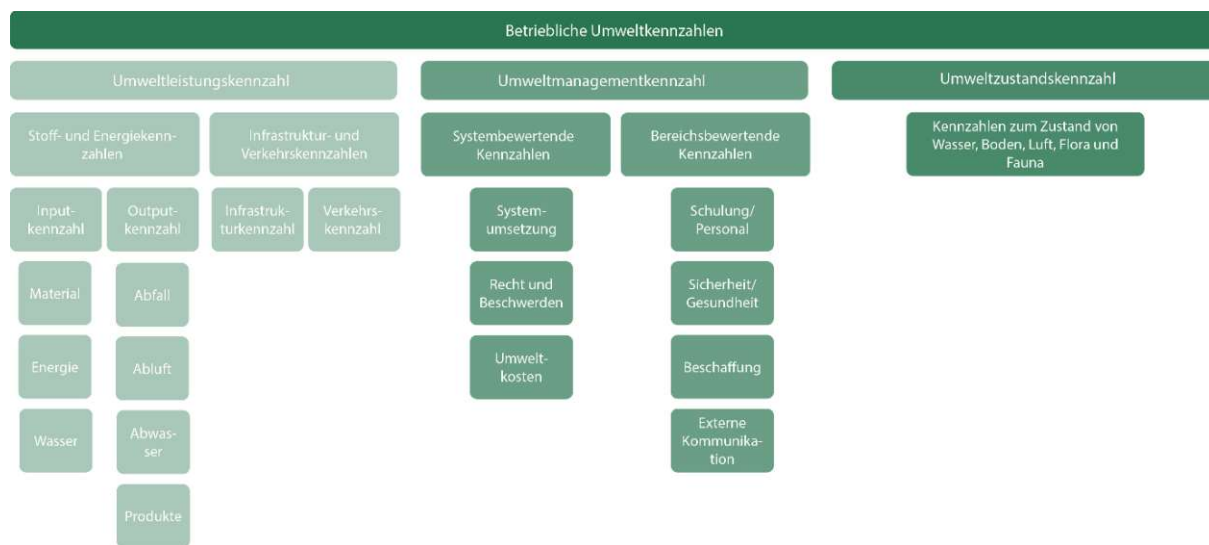 Betriebliche Umweltkennzahlen
Umweltleistungskennzahl
Umweltmanagementkennzahl
Umweltzustandskennzahl
Stoff- und Energiekenn-
zahlen
Infrastruktur- und
Verkehrskennzahlen
Systembewertende
Kennzahlen
Bereichsbewertende
Kennzahlen
Kennzahlen zum Zustand von
Wasser, Boden, Luft, Flora und
Fauna
Input-
kennzahl
Output-
kennzahl
Infrastruk-
turkennzahl
Verkehrs-
kennzahl
System-
umsetzung
Schulung/
Personal
Material
Abfall
Recht und
Beschwerden
Sicherheit/
Gesundheit
Energie
Abluft
Umwelt-
kosten
Beschaffung
Wasser
Abwas-
ser
Externe
Kommunika-
tion
Produkte